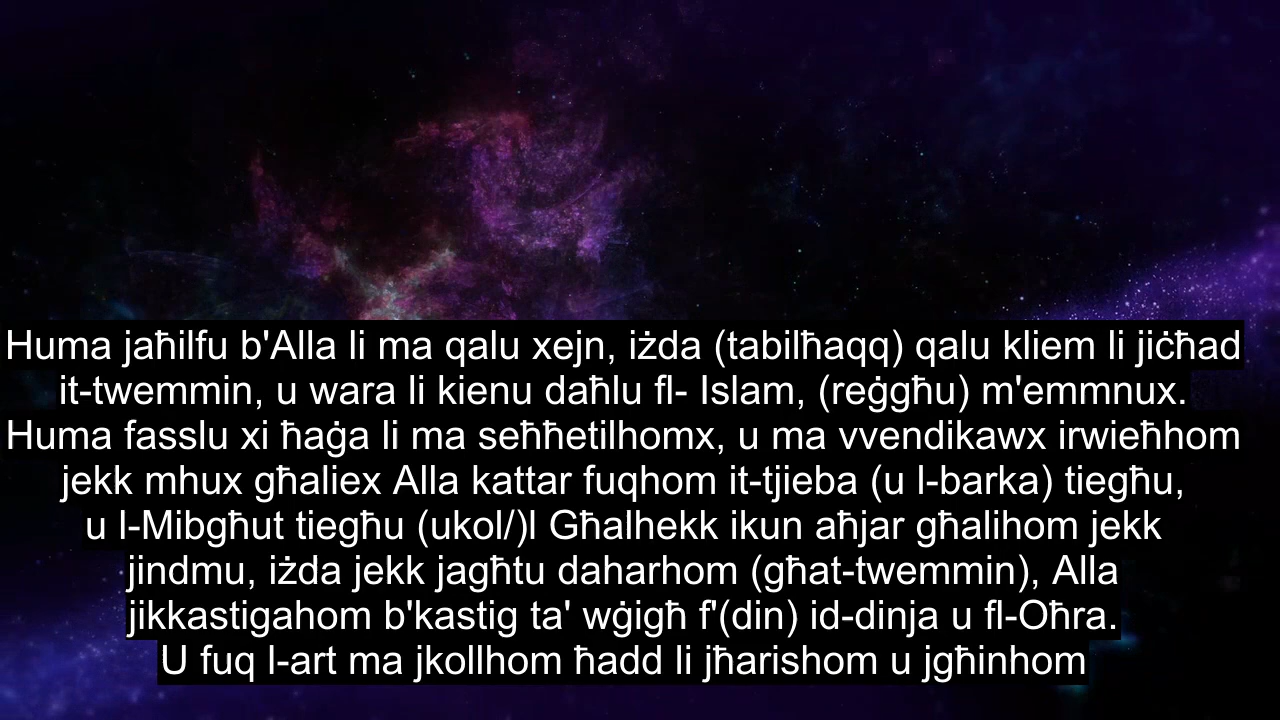 Huma jaħilfu b'Alla li ma qalu xejn, iżda (tabilħaqq) qalu kliem li jiċħad
it-twemmin, u wara li kienu daħlu fl- Islam, (reġgħu) m'emmnux.
Huma fasslu xi ħaġa li ma seħħetilhomx, u ma vvendikawx irwieħhom
jekk mhux għaliex Alla kattar fuqhom it-tjieba (u l-barka) tiegħu,
u l-Mibgħut tiegħu (ukol/)l Għalhekk ikun aħjar għalihom jekk
jindmu, iżda jekk jagħtu daharhom (għat-twemmin), Alla
jikkastigahom b'kastig ta' wġigħ f'(din) id-dinja u fl-Oħra.
U fuq l-art ma jkollhom ħadd li jħarishom u jgħinhom